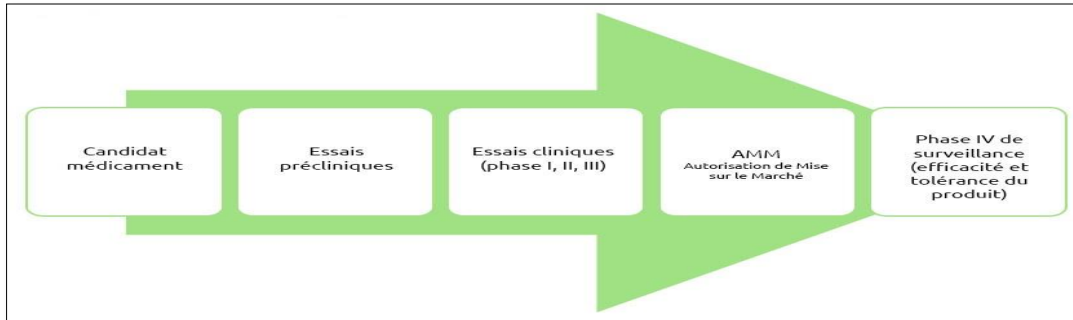 Candidat
médicament
Essais
précliniques
Essais cliniques
(phase I, II, III)
AMM
Autorisation de Mise
sur le Marché
Phase IV de
surveillance
(efficacité et
tolérance du
produit)